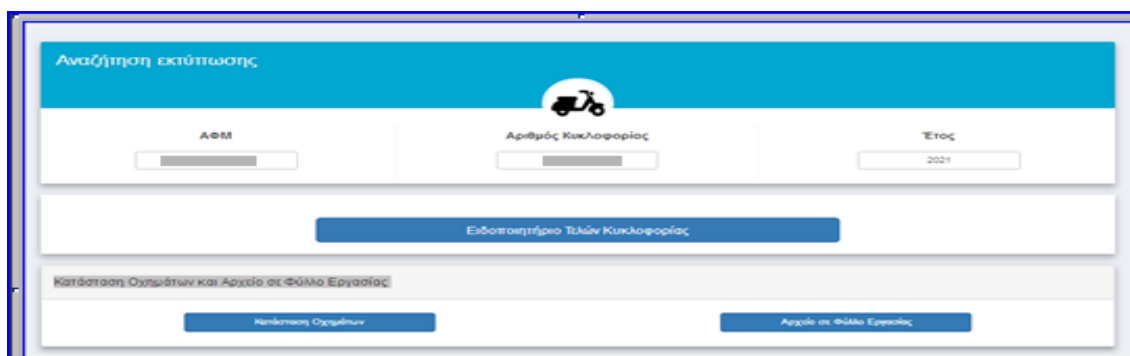 Αναζήτηση εκτύπωσης
ΑΦΜ
Αριθμός Κυκλοφορίας
Έτος
2021
Ειδοποιητήριο Τελών Κυκλοφορίας
Κατάσταση Οχημάτων και Αρχείο σε Φύλλο Εργασίας
Κατάσταση Οχημάτων
Αρχείο σε Φύλλο Εργασίας